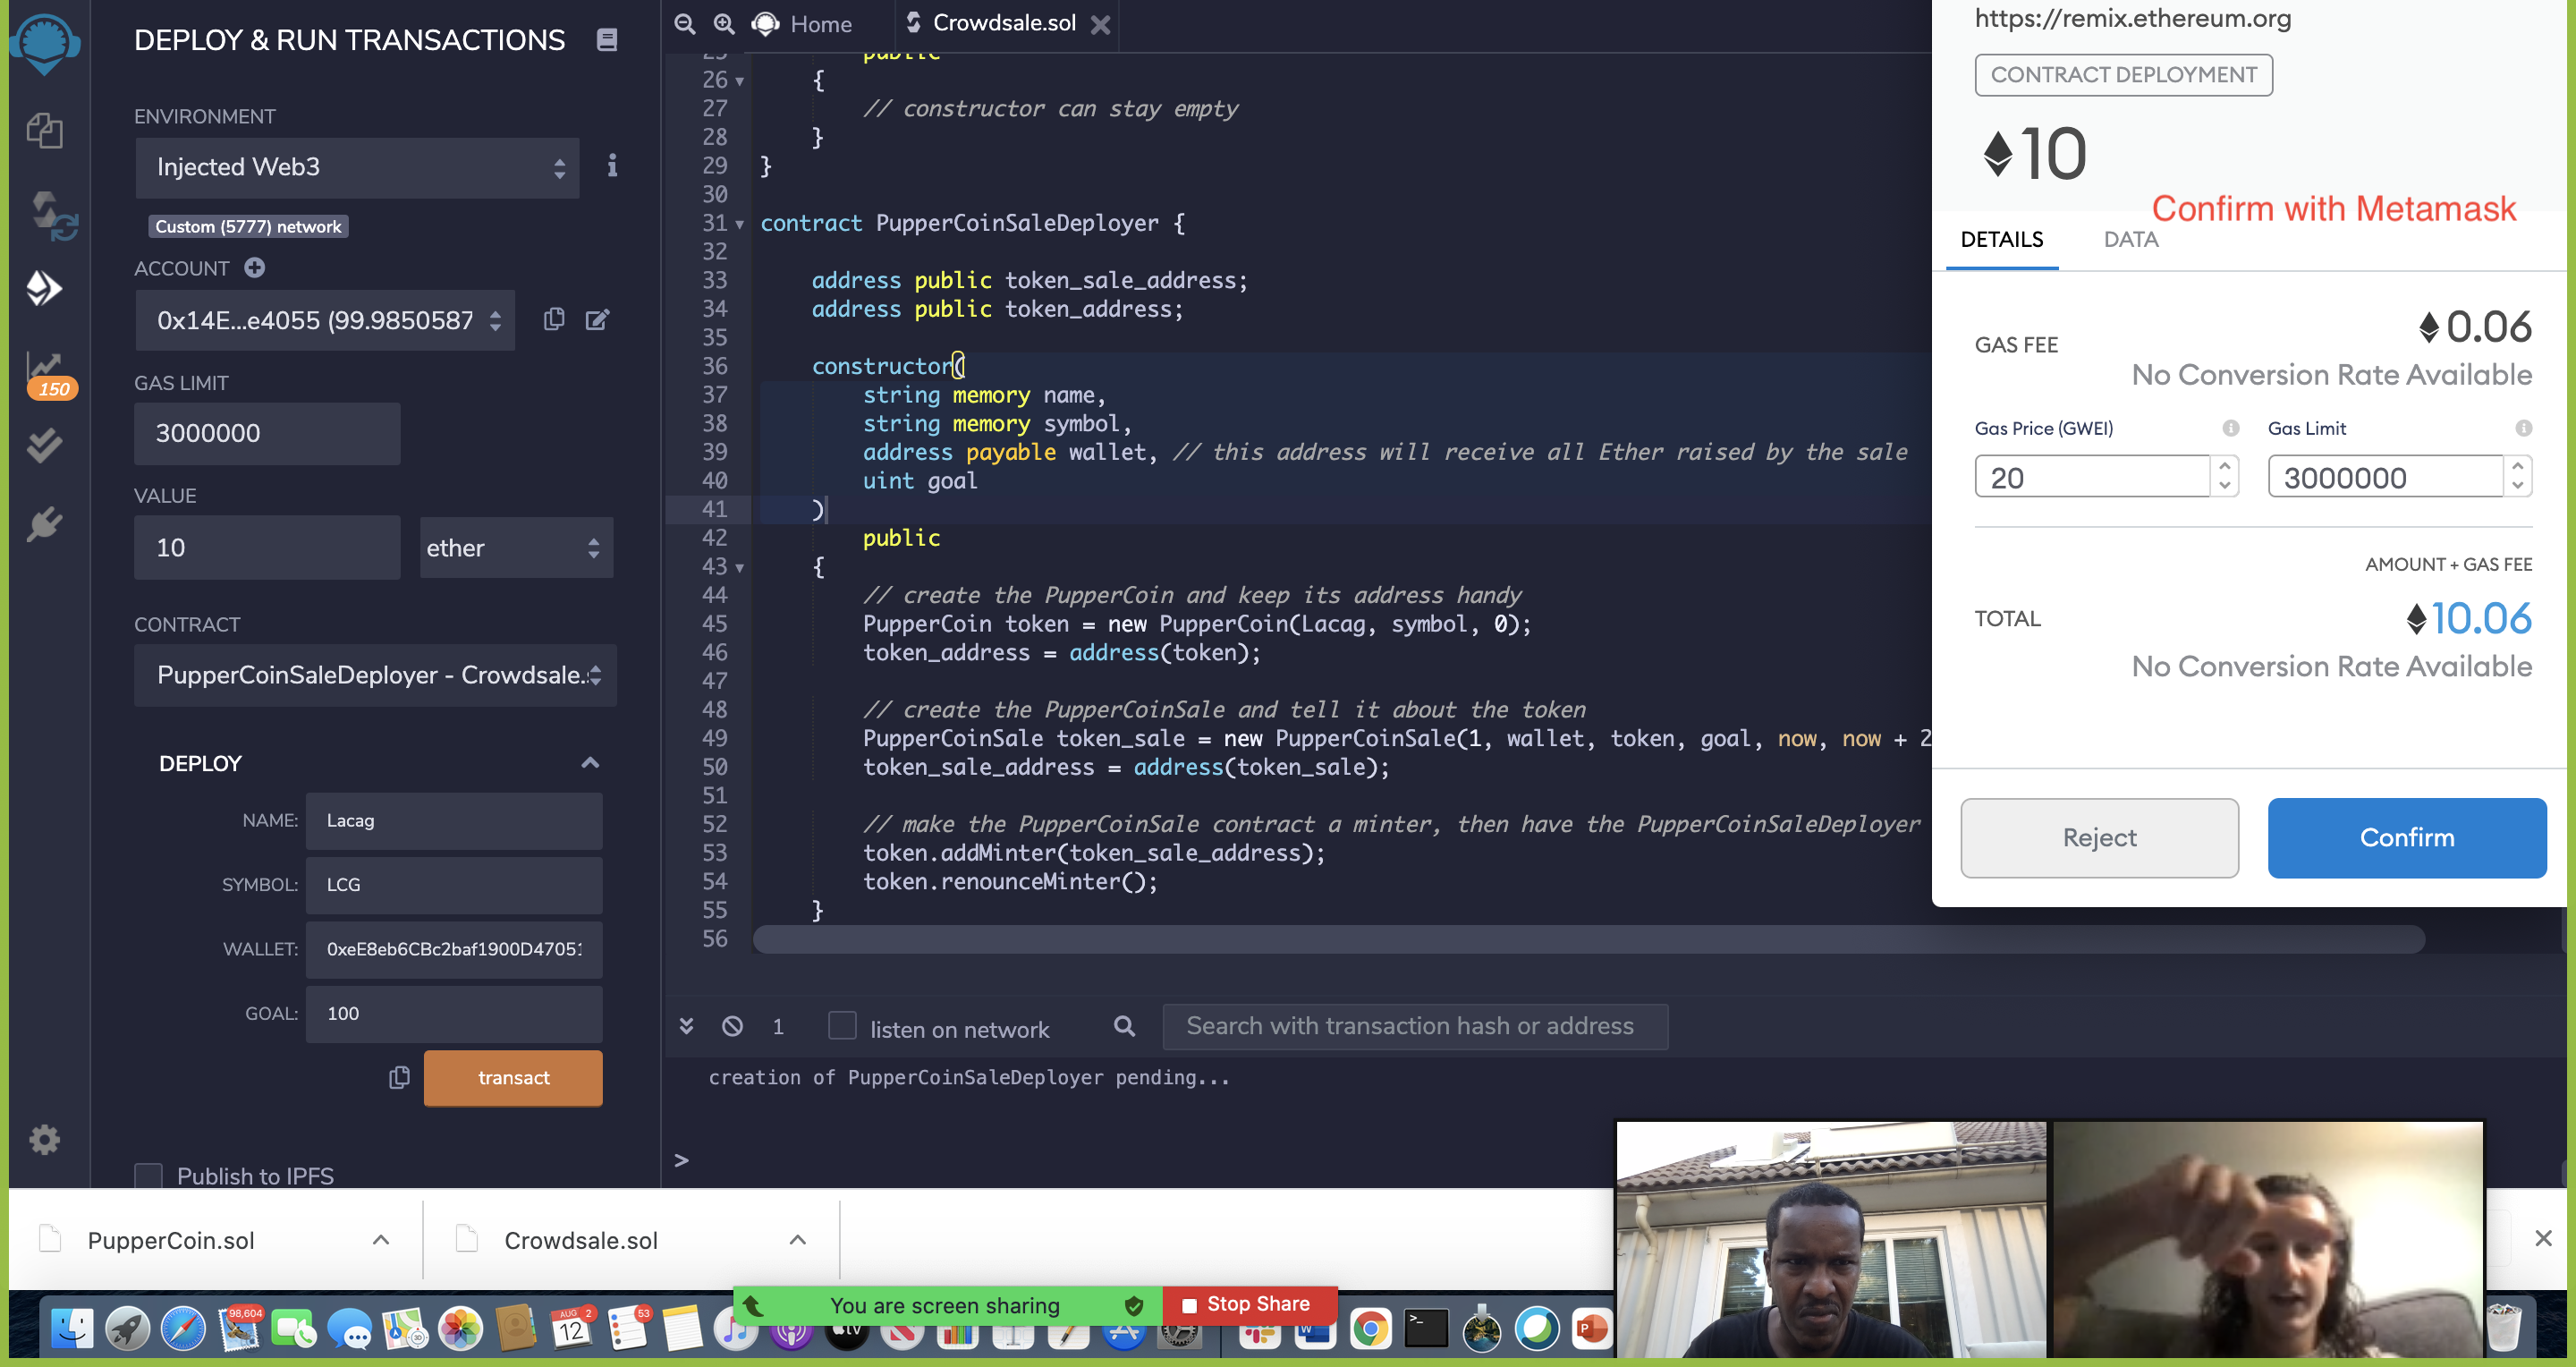 DEPLOY & RUN TRANSACTIONS
ENVIRONMENT
Injected Web3
Custom (5777) network
ACCOUNT
0x14E...e4055 (99.9850587
GAS LIMIT
3000000
VALUE
10
ether
CONTRACT
PupperCoinSaleDeployer - Crowdsale.
DEPLOY
NAME:
Lacag
SYMBOL:
LCG
WALLET:
0xeE8eb6CBc2baf1900D4705
GOAL:
100
transact
Publish to IPFS
150
Home
Crowdsale.sol
25 public
26 {
27 // constructor can stay empty
28 }
29 }
30
31 contract PupperCoinSaleDeployer {
32
33 address public token_sale_address;
34 address public token_address;
35
36 constructor(
37 string memory name,
38 string memory symbol,
39 address payable wallet, // this address will receive all Ether raised by the sale
40 uint goal
41 )
42 public
43 {
44 // create the PupperCoin and keep its address handy
45 PupperCoin token = new PupperCoin(Lacag, symbol, 0);
46 token_address = address(token);
47
48 // create the PupperCoinSale and tell it about the token
49 PupperCoinSale token_sale = new PupperCoinSale(1, wallet, token, goal, now, now + 2
50 token_sale_address = address(token_sale);
51
52 // make the PupperCoinSale contract a minter, then have the PupperCoinSaleDeployer
53 token.addMinter(token_sale_address);
54 token.renounceMinter();
55 }
56
1
listen on network
Search with transaction hash or address
creation of PupperCoinSaleDeployer pending...
>
https://remix.ethereum.org
CONTRACT DEPLOYMENT
10
Confirm with Metamask
DETAILS
DATA
GAS FEE
0.06
No Conversion Rate Available
Gas Price (GWEI)
Gas Limit
20
3000000
AMOUNT + GAS FEE
TOTAL
10.06
No Conversion Rate Available
Reject
Confirm
PupperCoin.sol
Crowdsale.sol
You are screen sharing
Stop Share
98,604
AUG
12
2
53